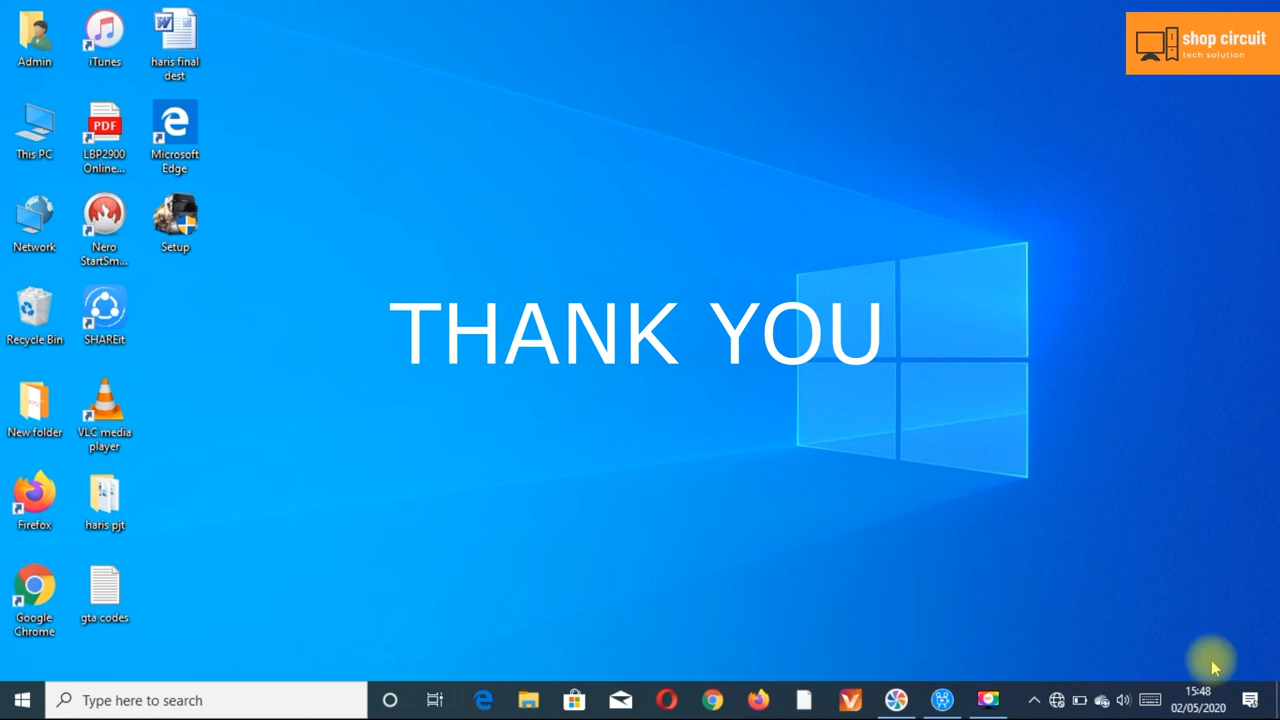 Admin
iTunes
haris final
dest
This PC
PDF
LBP2900
Online...
Microsoft
Edge
Network
Nero
StartSm...
Setup
Recycle Bin
SHAREit
New folder
VLC media
player
Firefox
haris pjt
Google
Chrome
gta codes
THANK YOU
shop circuit
tech solution
Type here to search
15:48
02/05/2020